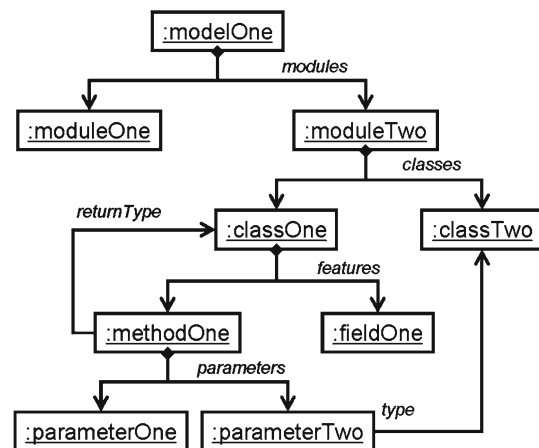 :modelOne
modules
:moduleOne
:moduleTwo
classes
returnType
:classOne
:classTwo
features
:methodOne
:fieldOne
parameters
:parameterOne
:parameterTwo
type